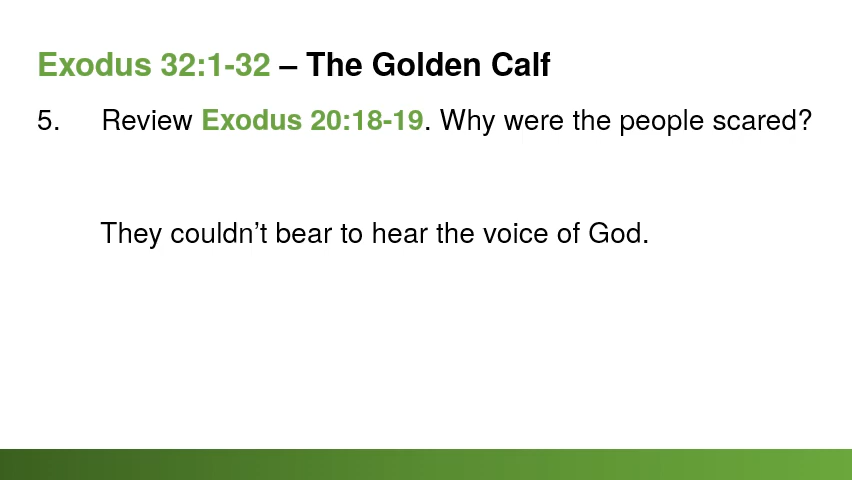 Exodus 32:1-32 – The Golden Calf
5. Review Exodus 20:18-19. Why were the people scared?
They couldn’t bear to hear the voice of God.